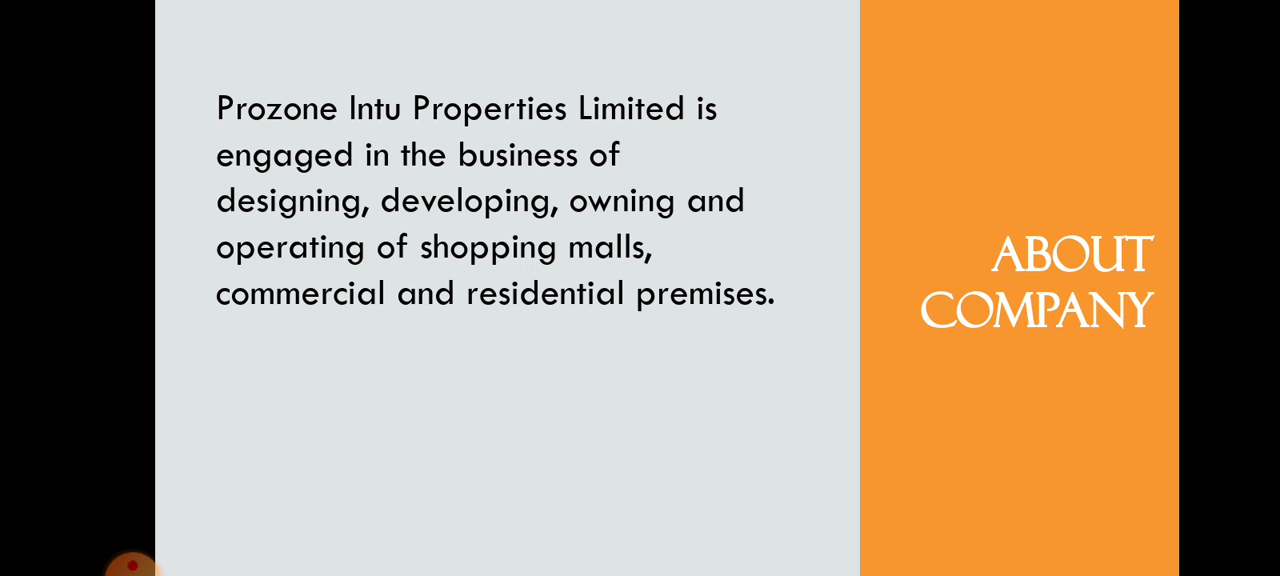 Prozone Intu Properties Limited is
engaged in the business of
designing, developing, owning and
operating of shopping malls,
commercial and residential premises.
ABOUT
COMPANY